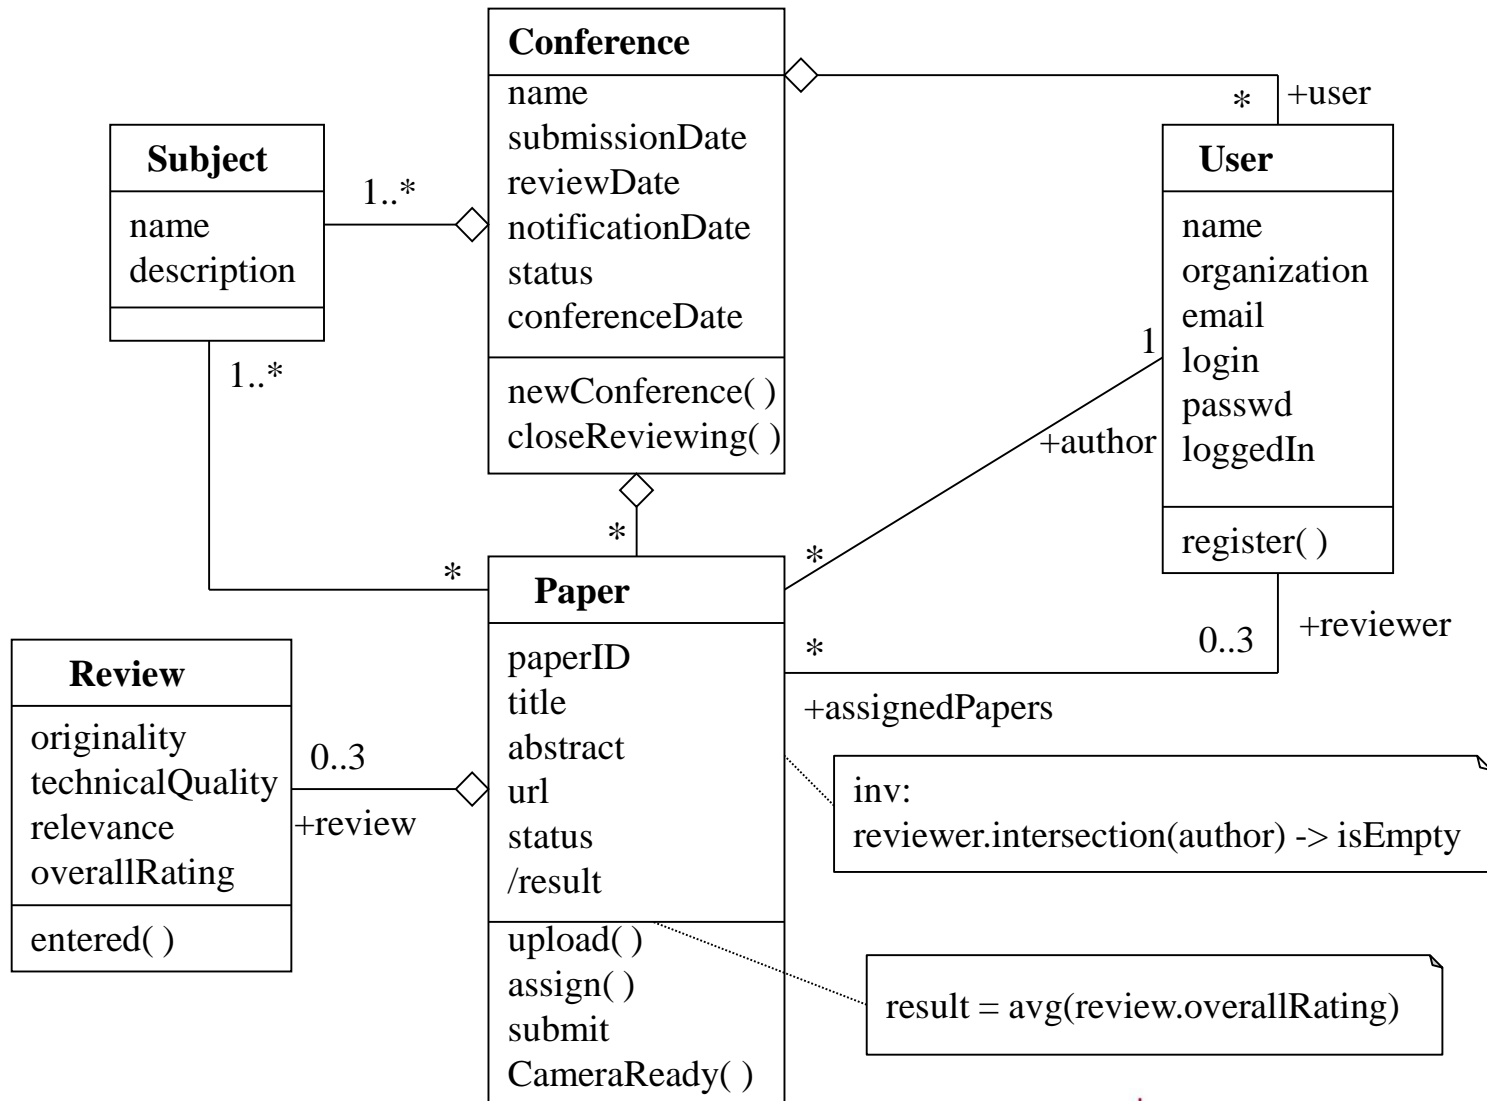 Conference
name
submissionDate
reviewDate
notificationDate
status
conferenceDate
newConference( )
closeReviewing( )
*
+user
User
name
organization
email
login
passwd
loggedIn
register( )
Subject
name
description
1..*
1..*
*
*
1
+author
*
0..3
+reviewer
*
+assignedPapers
Paper
paperID
title
abstract
url
status
/result
upload( )
assign( )
submit
CameraReady( )
Review
originality
technicalQuality
relevance
overallRating
entered( )
0..3
+review
inv:
reviewer.intersection(author) -> isEmpty
result = avg(review.overallRating)